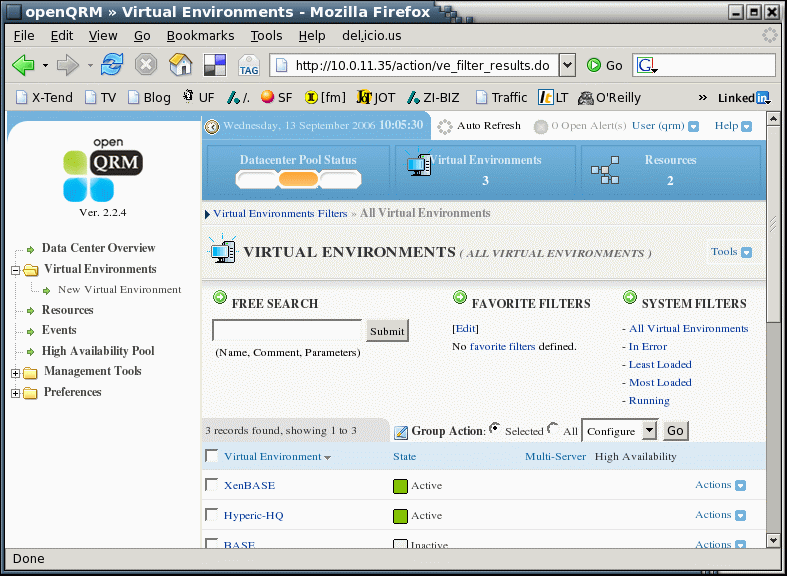 openQRM » Virtual Environments - Mozilla Firefox
File Edit View Go Bookmarks Tools Help del.icio.us
TAG http://10.0.11.35/action/ve_filter_results.do Go G
X-Tend TV Blog UF /. SF [fm] JOT ZI-BIZ Traffic It LT O'Reilly » Linked in
Wednesday, 13 September 2006 10:05:30 Auto Refresh 0 Open Alert(s) User (qrm) Help
open
QRM
Ver. 2.2.4
Datacenter Pool Status
Virtual Environments
3
Resources
2
Virtual Environments Filters » All Virtual Environments
Data Center Overview
Virtual Environments
New Virtual Environment
Resources
Events
High Availability Pool
Management Tools
Preferences
VIRTUAL ENVIRONMENTS ( ALL VIRTUAL ENVIRONMENTS ) Tools
FREE SEARCH
Submit
(Name, Comment, Parameters)
FAVORITE FILTERS
[Edit]
No favorite filters defined.
SYSTEM FILTERS
- All Virtual Environments
- In Error
- Least Loaded
- Most Loaded
- Running
3 records found, showing 1 to 3 Group Action: Selected All Configure Go
Virtual Environment State Multi-Server High Availability
XenBASE Active Actions
Hyperic-HQ Active Actions
BASE Inactive Actions
Done